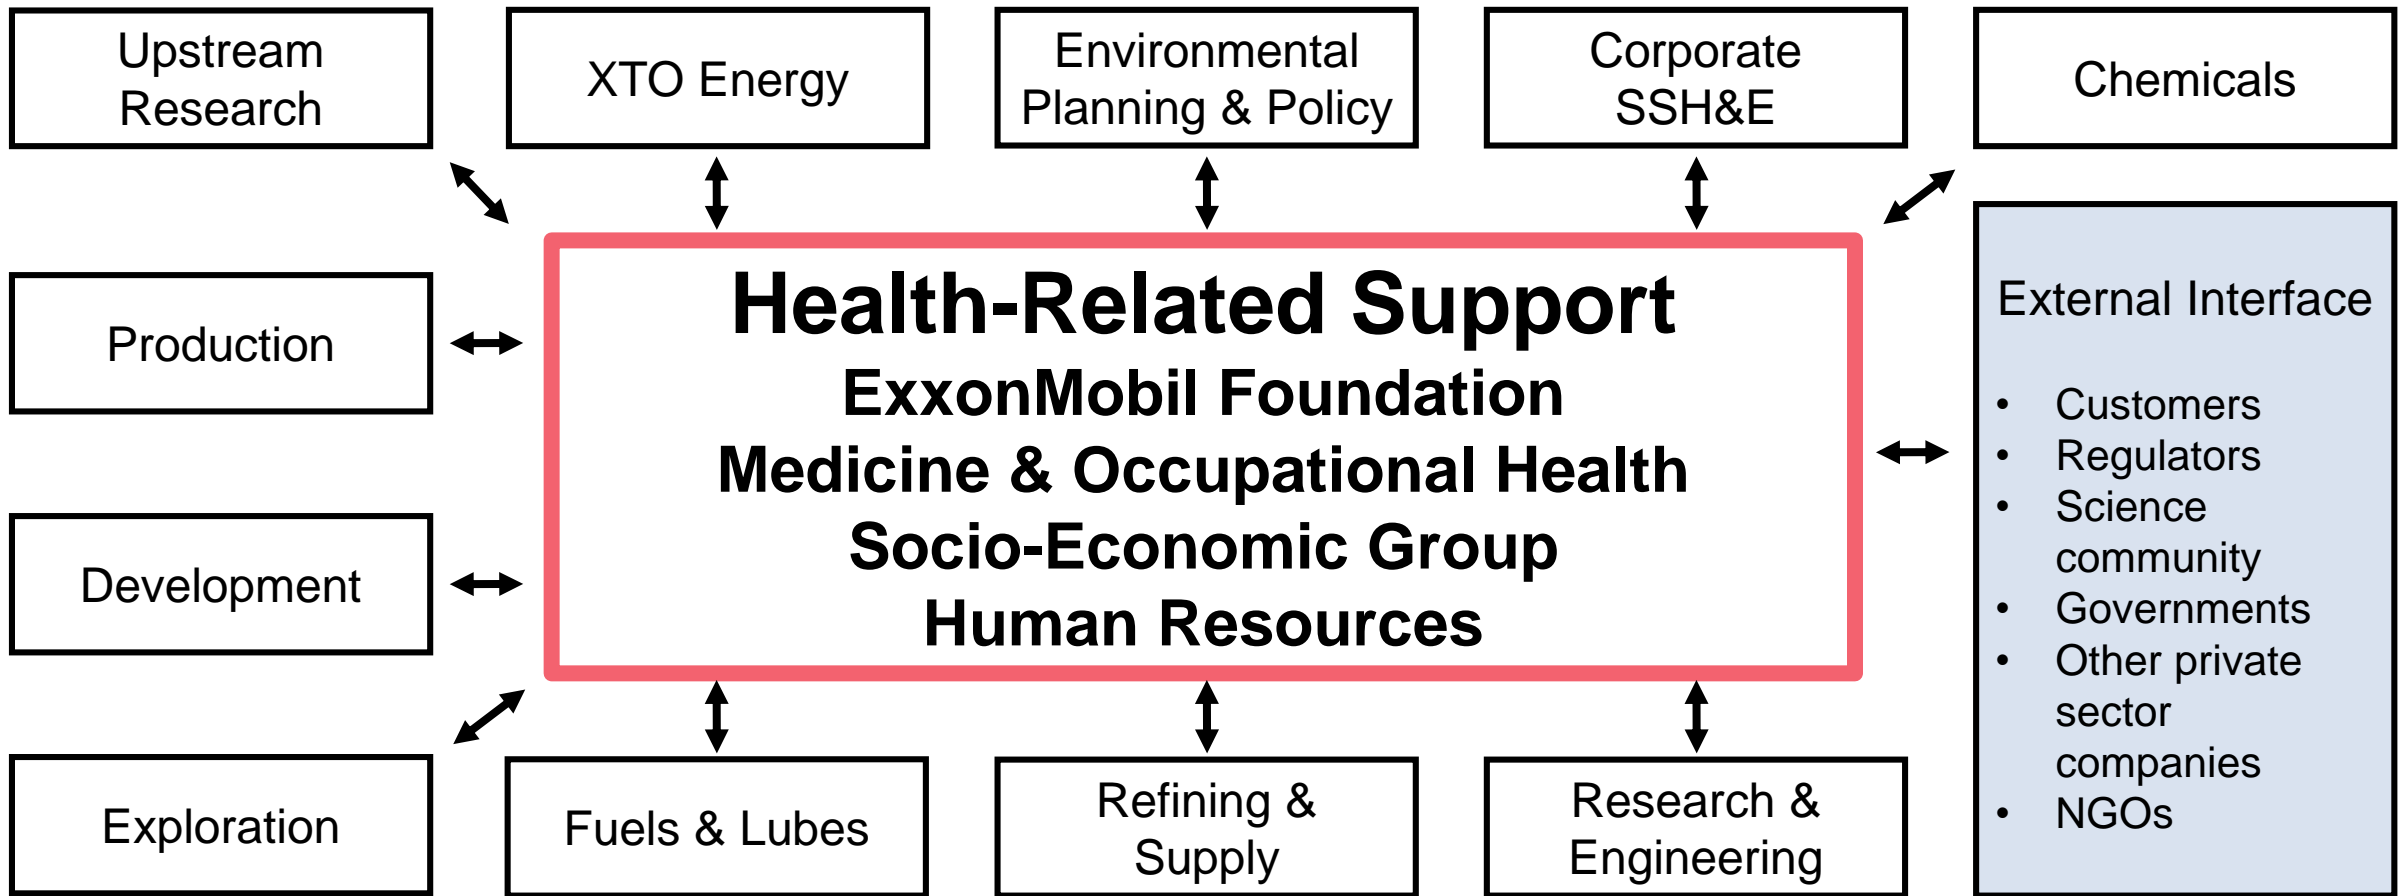 Upstream
Research
XTO Energy
Environmental
Planning & Policy
Corporate
SSH&E
Chemicals
Production
Development
Exploration
Health-Related Support
ExxonMobil Foundation
Medicine & Occupational Health
Socio-Economic Group
Human Resources
External Interface
• Customers
• Regulators
• Science
community
• Governments
• Other private
sector
companies
• NGOs
Fuels & Lubes
Refining &
Supply
Research &
Engineering